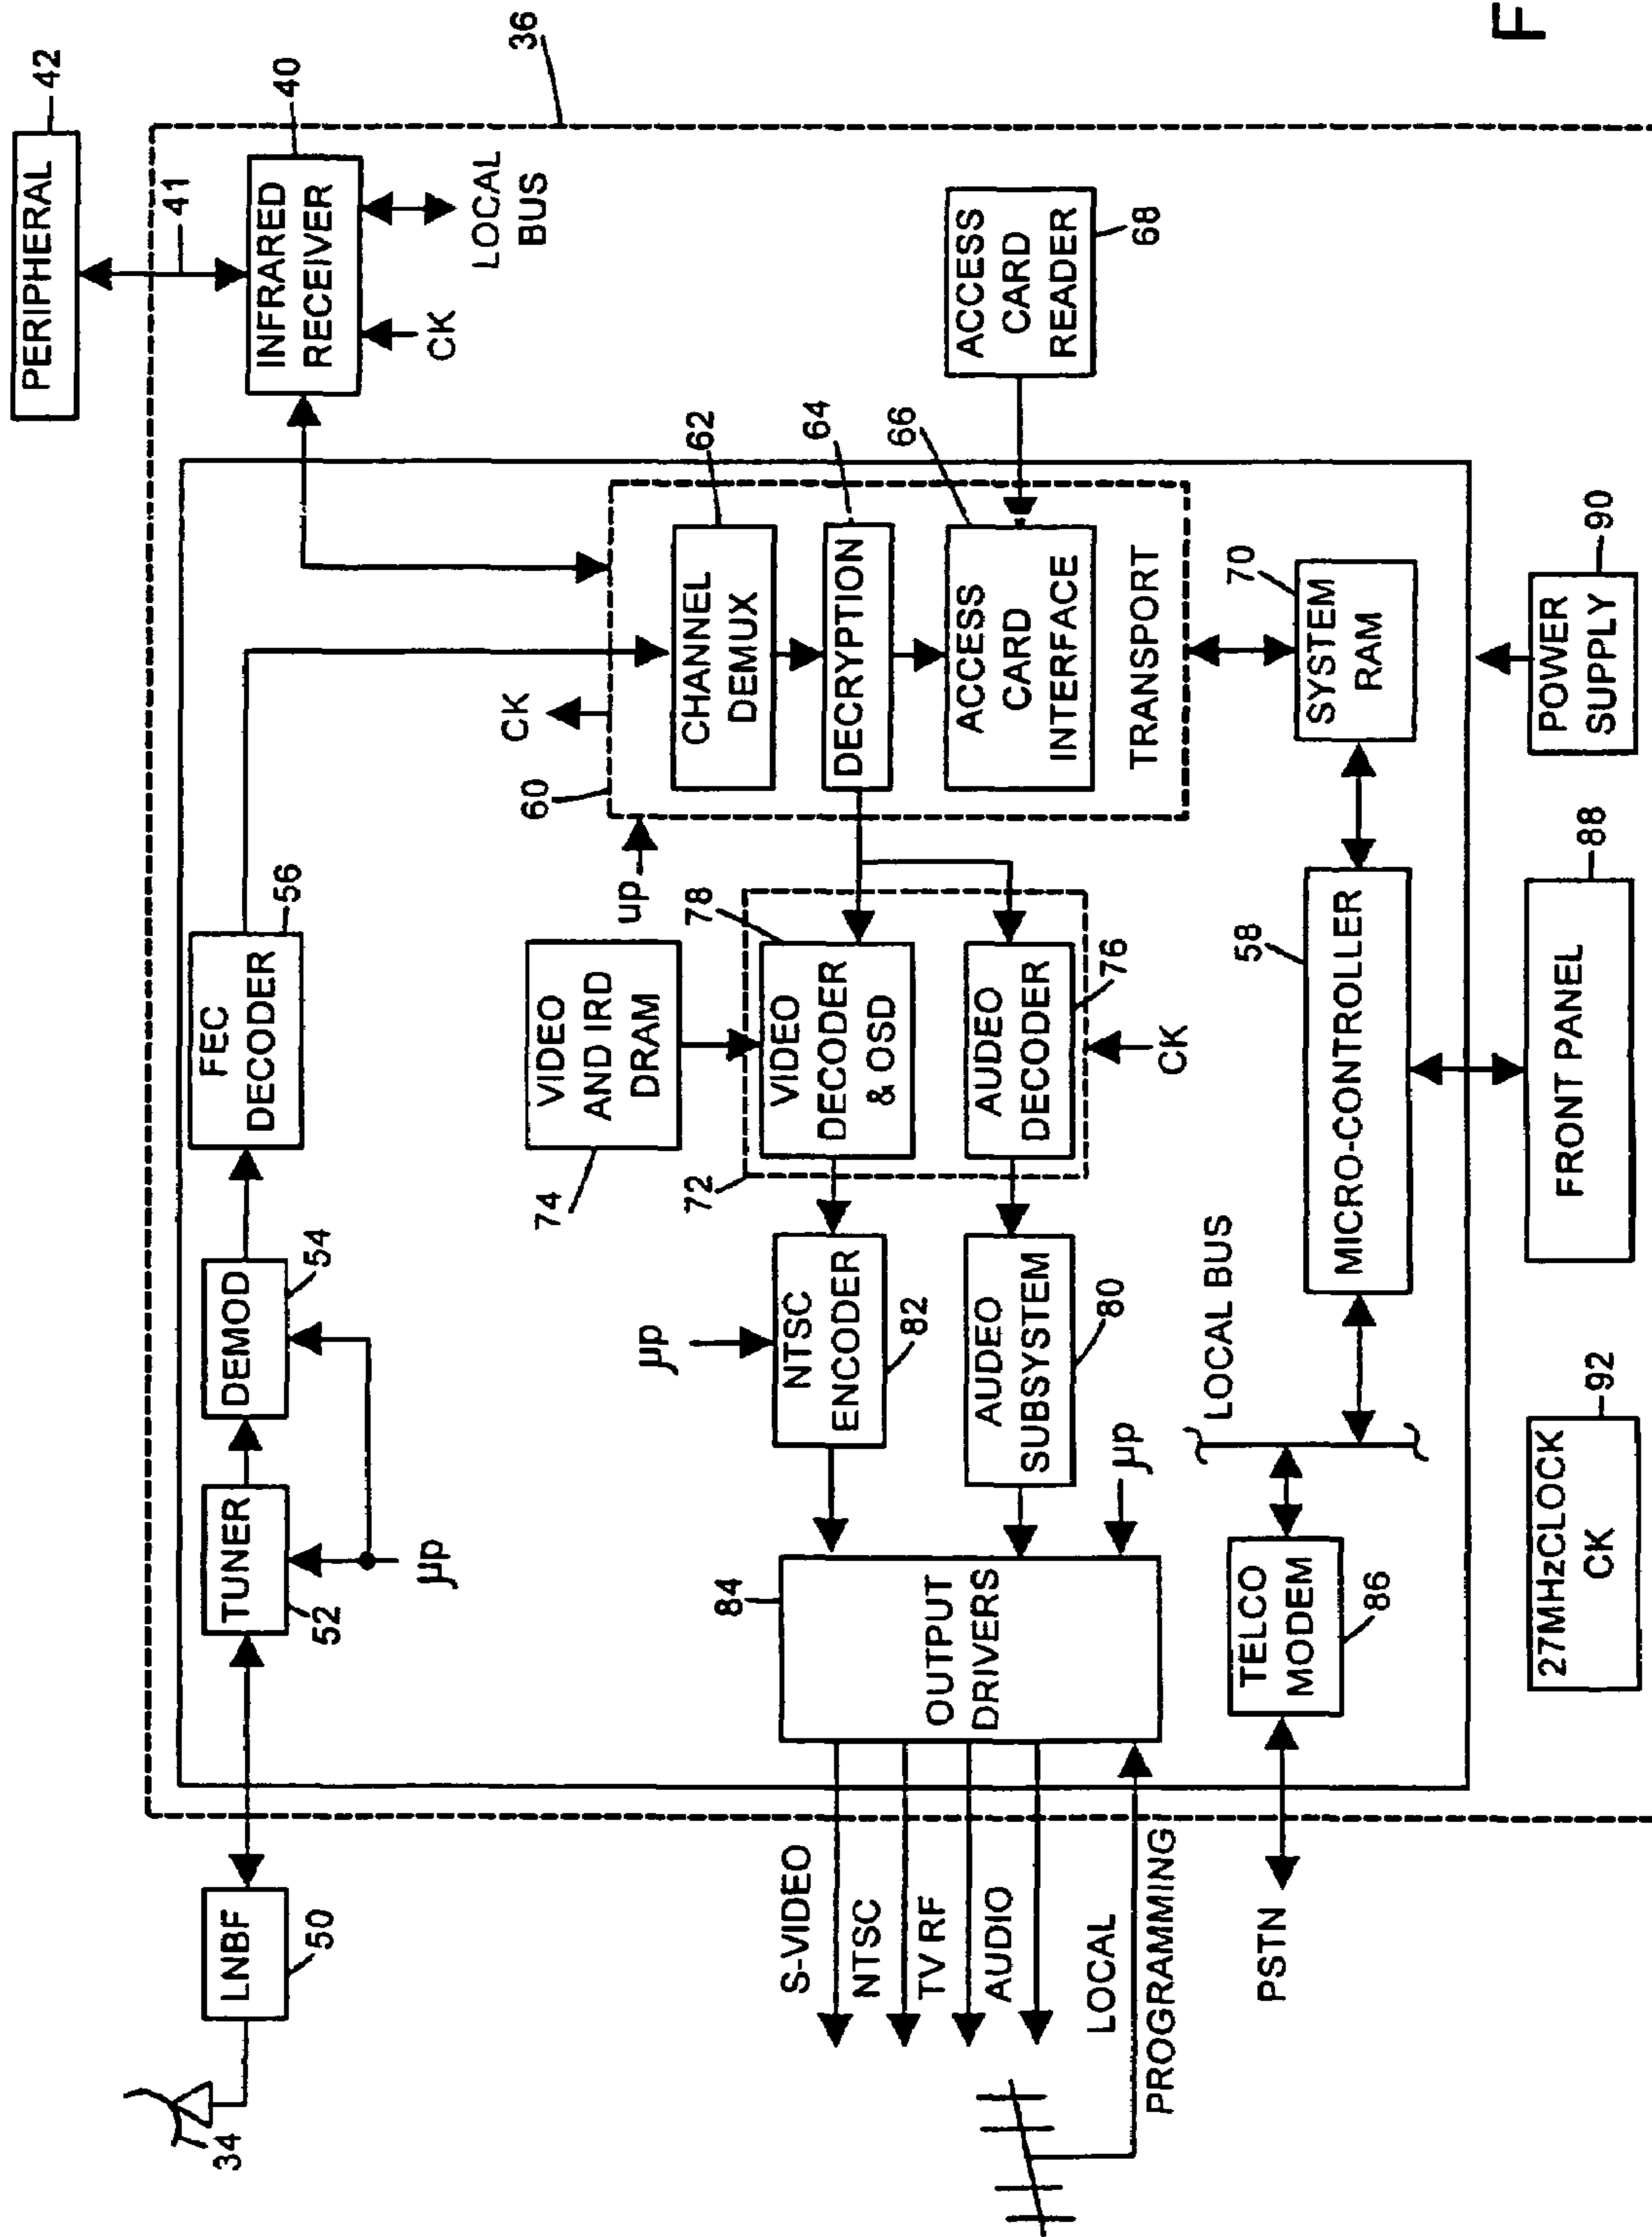 PERIPHERAL
42
41
36
INFRARED
RECEIVER
40
CK
LOCAL
BUS
34
LNBF
50
TUNER
52
µp
DEMOD
54
FEC
DECODER
56
CK
60
up
CHANNEL
DEMUX
62
DECRYPTION
64
ACCESS
CARD
INTERFACE
66
TRANSPORT
ACCESS
CARD
READER
68
VIDEO
AND IRD
DRAM
74
72
VIDEO
DECODER
& OSD
78
AUDEO
DECODER
76
CK
µp
NTSC
ENCODER
82
AUDEO
SUBSYSTEM
80
µp
84
OUTPUT
DRIVERS
S-VIDEO
NTSC
TV RF
AUDIO
LOCAL
PROGRAMMING
PSTN
TELCO
MODEM
86
LOCAL BUS
MICRO-CONTROLLER
58
SYSTEM
RAM
70
27MHzCLOCK
CK
92
FRONT PANEL
88
POWER
SUPPLY
90
F